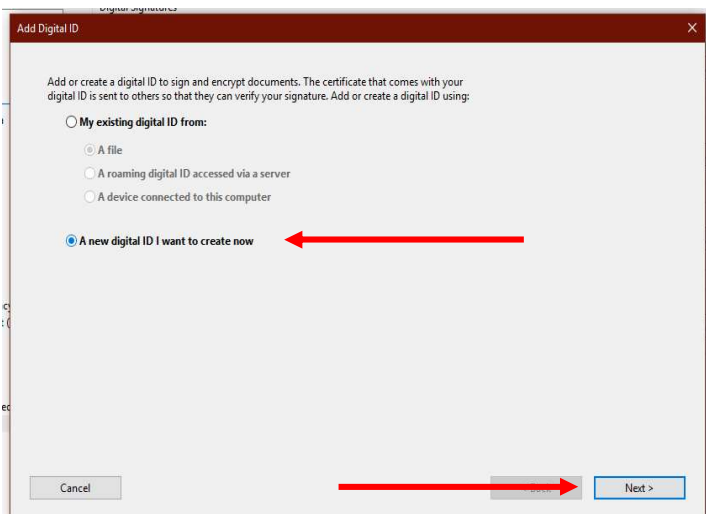 Digital Signatures
Add Digital ID
Add or create a digital ID to sign and encrypt documents. The certificate that comes with your
digital ID is sent to others so that they can verify your signature. Add or create a digital ID using:
My existing digital ID from:
A file
A roaming digital ID accessed via a server
A device connected to this computer
A new digital ID I want to create now
Cancel
Next >